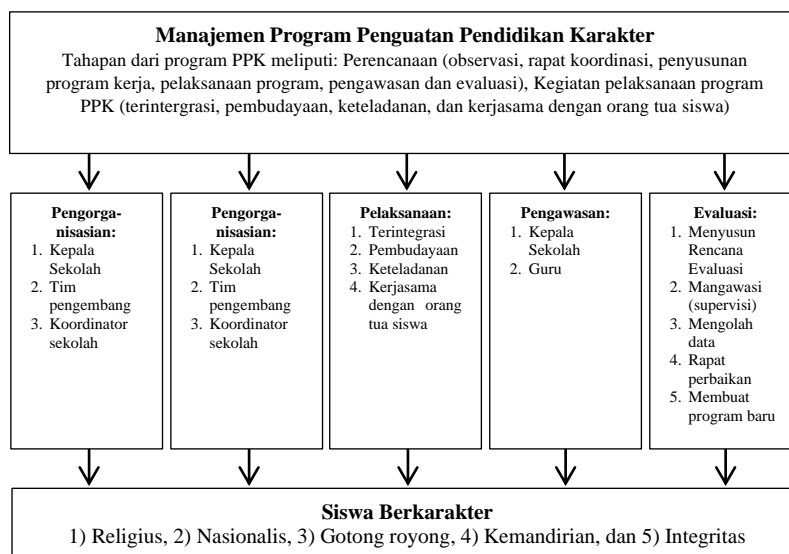 Manajemen Program Penguatan Pendidikan Karakter
Tahapan dari program PPK meliputi: Perencanaan (observasi, rapat koordinasi, penyusunan
program kerja, pelaksanaan program, pengawasan dan evaluasi), Kegiatan pelaksanaan program
PPK (terintergrasi, pembudayaan, keteladanan, dan kerjasama dengan orang tua siswa)
Pengorga-
nisasian:
1. Kepala
Sekolah
2. Tim
pengembang
3. Koordinator
sekolah
Pengorga-
nisasian:
1. Kepala
Sekolah
2. Tim
pengembang
3. Koordinator
sekolah
Pelaksanaan:
1. Terintegrasi
2. Pembudayaan
3. Keteladanan
4. Kerjasama
dengan orang
tua siswa
Pengawasan:
1. Kepala
Sekolah
2. Guru
Evaluasi:
1. Menyusun
Rencana
Evaluasi
2. Mangawasi
(supervisi)
3. Mengolah
data
4. Rapat
perbaikan
5. Membuat
program baru
Siswa Berkarakter
1) Religius, 2) Nasionalis, 3) Gotong royong, 4) Kemandirian, dan 5) Integritas